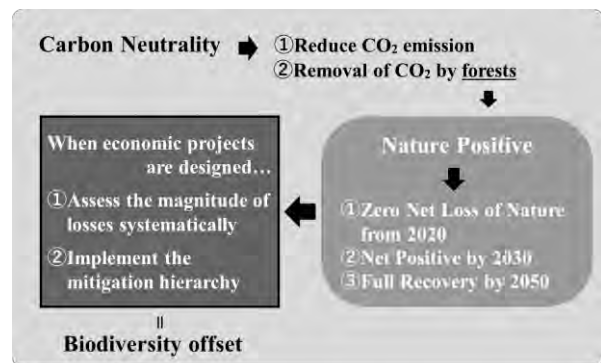 Carbon Neutrality ➡ ①Reduce CO₂ emission
②Removal of CO₂ by forests
Nature Positive
①Zero Net Loss of Nature
from 2020
②Net Positive by 2030
③Full Recovery by 2050
When economic projects
are designed…
①Assess the magnitude of
losses systematically
②Implement the
mitigation hierarchy
=
Biodiversity offset